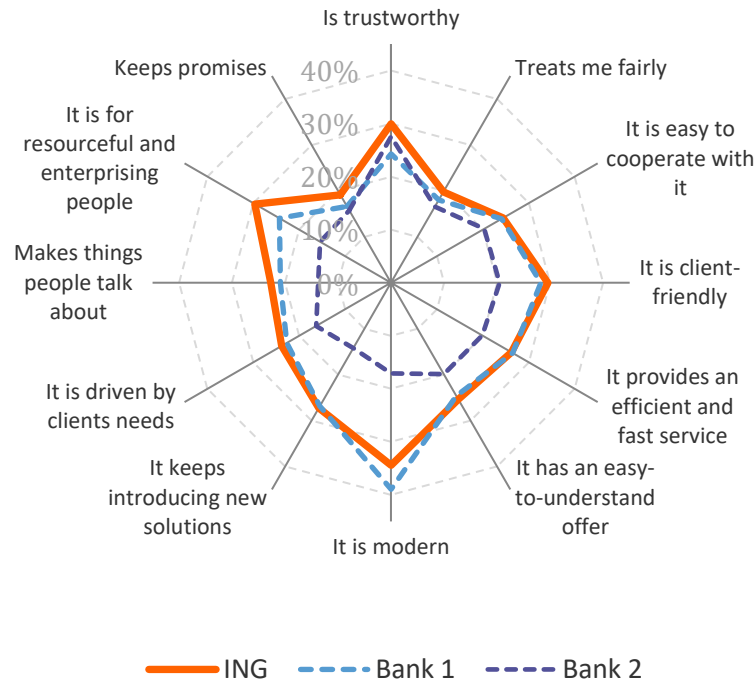 Is trustworthy
Keeps promises
Treats me fairly
40%
It is for
resourceful and
enterprising
people
It is easy to
cooperate with
it
30%
20%
10%
Makes things
people talk
about
0%
It is client-
friendly
It is driven by
clients needs
It provides an
efficient and
fast service
It keeps
introducing new
solutions
It has an easy-
to-understand
offer
It is modern
ING
Bank 1
Bank 2